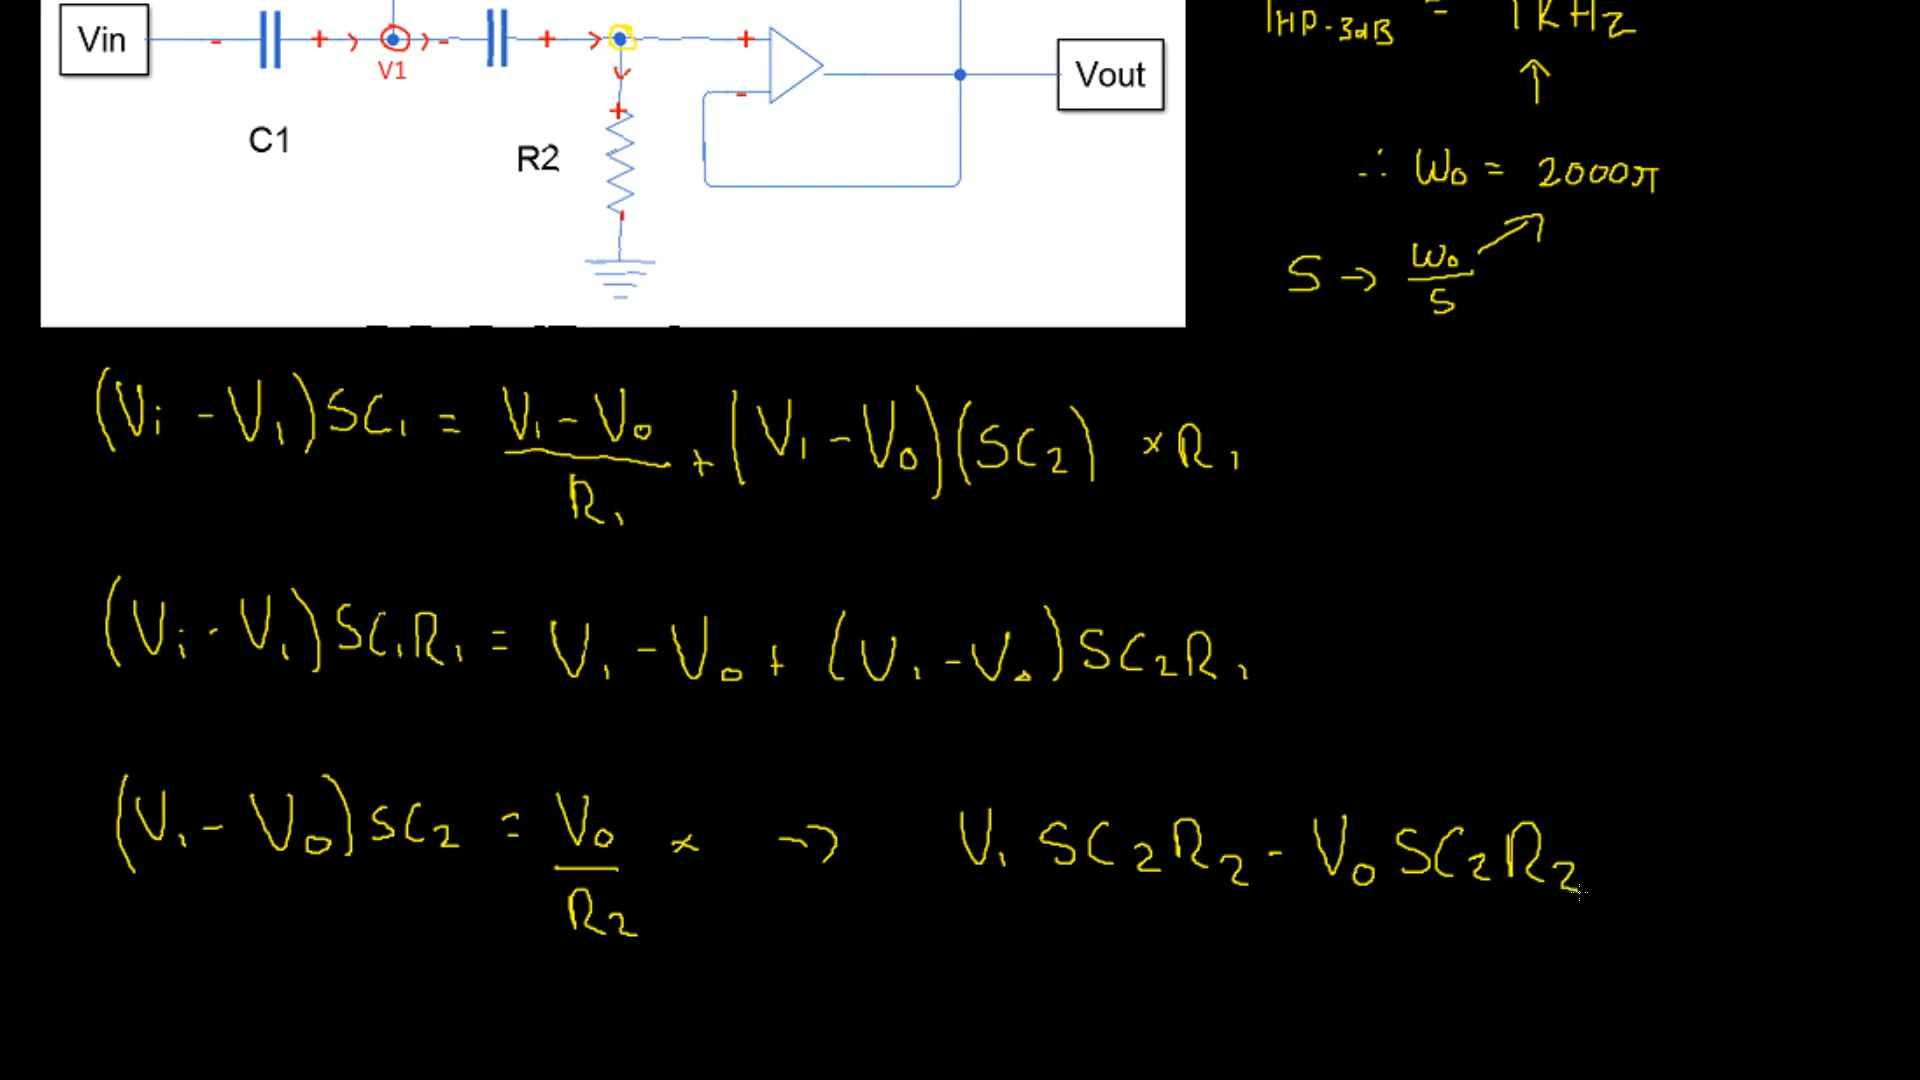 Vin
- + - + +
V1
Vout
-
+
C1
R2
fHP-3dB = 1KHz
↑
∴ W0 = 2000π
S → W0/S
(Vi - V1)SC1 = (V1 - V0)/R1 + (V1 - V0)(SC2) × R1
(Vi - V1)SC1R1 = V1 - V0 + (V1 - V0)SC2R1
(V1 - V0)SC2 = V0/R2 × → V1 SC2R2 - V0 SC2R2